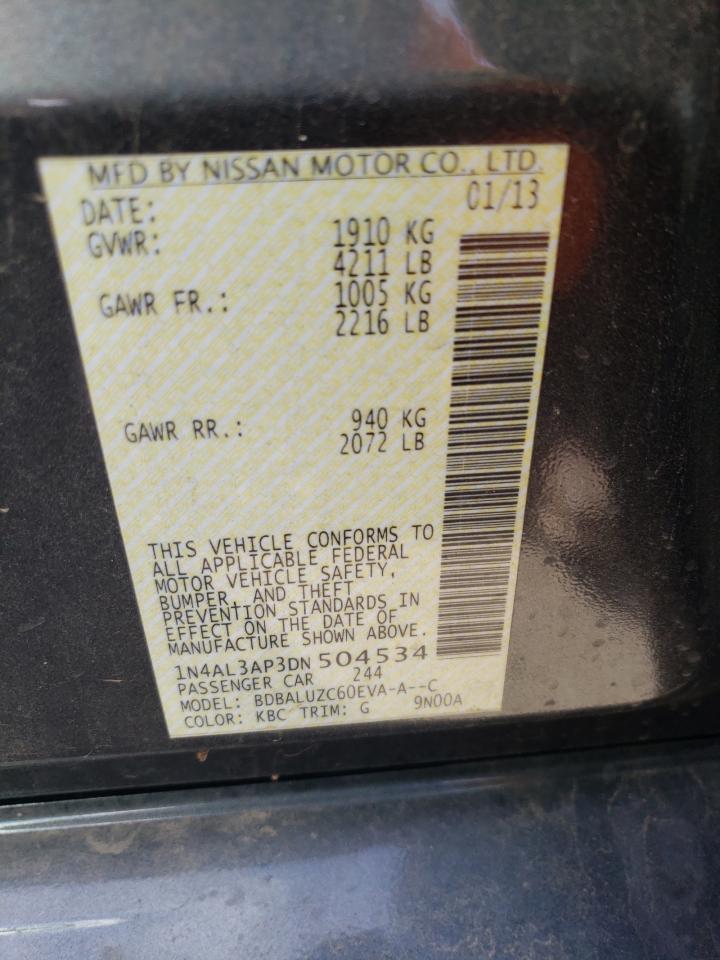 MFD BY NISSAN MOTOR CO., LTD.
DATE: 01/13
GVWR: 1910 KG
4211 LB
GAWR FR.: 1005 KG
2216 LB
GAWR RR.: 940 KG
2072 LB
THIS VEHICLE CONFORMS TO
ALL APPLICABLE FEDERAL
MOTOR VEHICLE SAFETY,
BUMPER, AND THEFT
PREVENTION STANDARDS IN
EFFECT ON THE DATE OF
MANUFACTURE SHOWN ABOVE.
1N4AL3AP3DN 504534
PASSENGER CAR 244
MODEL: BDBALUZC60EVA-A--C
COLOR: KBC TRIM: G 9N00A